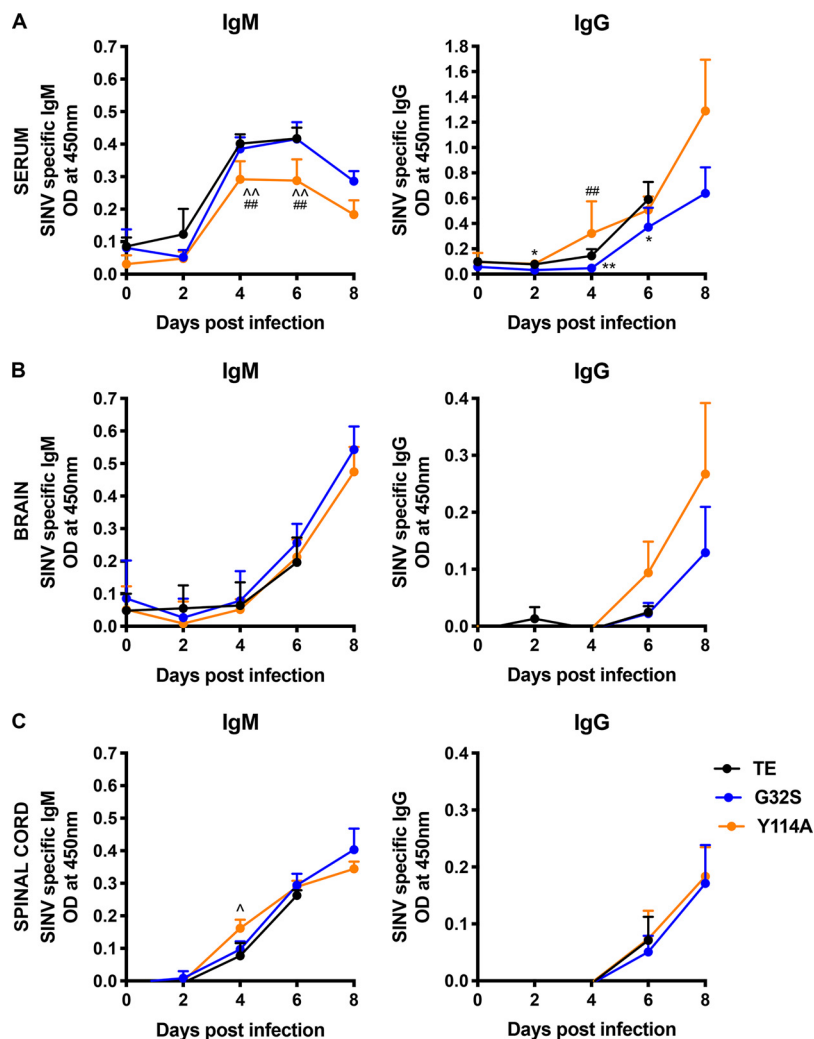 A
IgM
IgG
SERUM
SINV specific IgM
OD at 450nm
0.7
0.6
0.5
0.4
0.3
0.2
0.1
0.0
^^
##
^^
##
0 2 4 6 8
Days post infection
SINV specific IgG
OD at 450nm
1.8
1.6
1.4
1.2
1.0
0.8
0.6
0.4
0.2
0.0
*
##
**
*
0 2 4 6 8
Days post infection
B
IgM
IgG
BRAIN
SINV specific IgM
OD at 450nm
0.7
0.6
0.5
0.4
0.3
0.2
0.1
0.0
0 2 4 6 8
Days post infection
SINV specific IgG
OD at 450nm
0.4
0.3
0.2
0.1
0.0
0 2 4 6 8
Days post infection
C
IgM
IgG
SPINAL CORD
SINV specific IgM
OD at 450nm
0.7
0.6
0.5
0.4
0.3
0.2
0.1
0.0
^
0 2 4 6 8
Days post infection
SINV specific IgG
OD at 450nm
0.4
0.3
0.2
0.1
0.0
0 2 4 6 8
Days post infection
TE
G32S
Y114A